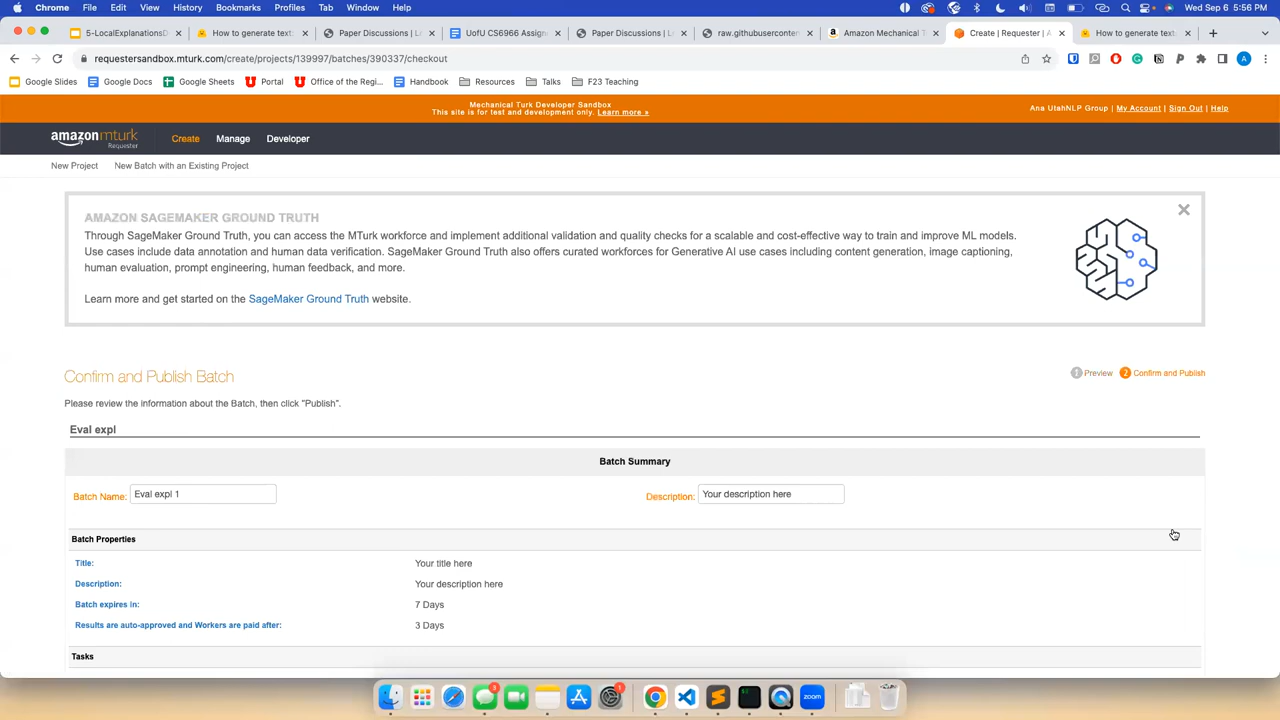 Chrome File Edit View History Bookmarks Profiles Tab Window Help Wed Sep 5 5:56 PM
5-LocalExplanationsD
How to generate text:
Paper Discussions | L
UofU CS6966 Assign
Paper Discussions | L
raw.githubuserconten
Amazon Mechanical T
Create | Requester | A
How to generate text:
requestersandbox.mturk.com/create/projects/139997/batches/390337/checkout
Google Slides Google Docs Google Sheets Portal Office of the Regi... Handbook Resources Talks F23 Teaching
Mechanical Turk Developer Sandbox
This site is for test and development only. Learn more »
Ana UtahNLP Group | My Account | Sign Out | Help
amazon mturk
Requester
Create Manage Developer
New Project New Batch with an Existing Project
AMAZON SAGEMAKER GROUND TRUTH
Through SageMaker Ground Truth, you can access the MTurk workforce and implement additional validation and quality checks for a scalable and cost-effective way to train and improve ML models.
Use cases include data annotation and human data verification. SageMaker Ground Truth also offers curated workforces for Generative AI use cases including content generation, image captioning,
human evaluation, prompt engineering, human feedback, and more.
Learn more and get started on the SageMaker Ground Truth website.
Confirm and Publish Batch
1 Preview 2 Confirm and Publish
Please review the information about the Batch, then click "Publish".
Eval expl
Batch Summary
Batch Name: Eval expl 1 Description: Your description here
Batch Properties
Title: Your title here
Description: Your description here
Batch expires in: 7 Days
Results are auto-approved and Workers are paid after: 3 Days
Tasks
zoom